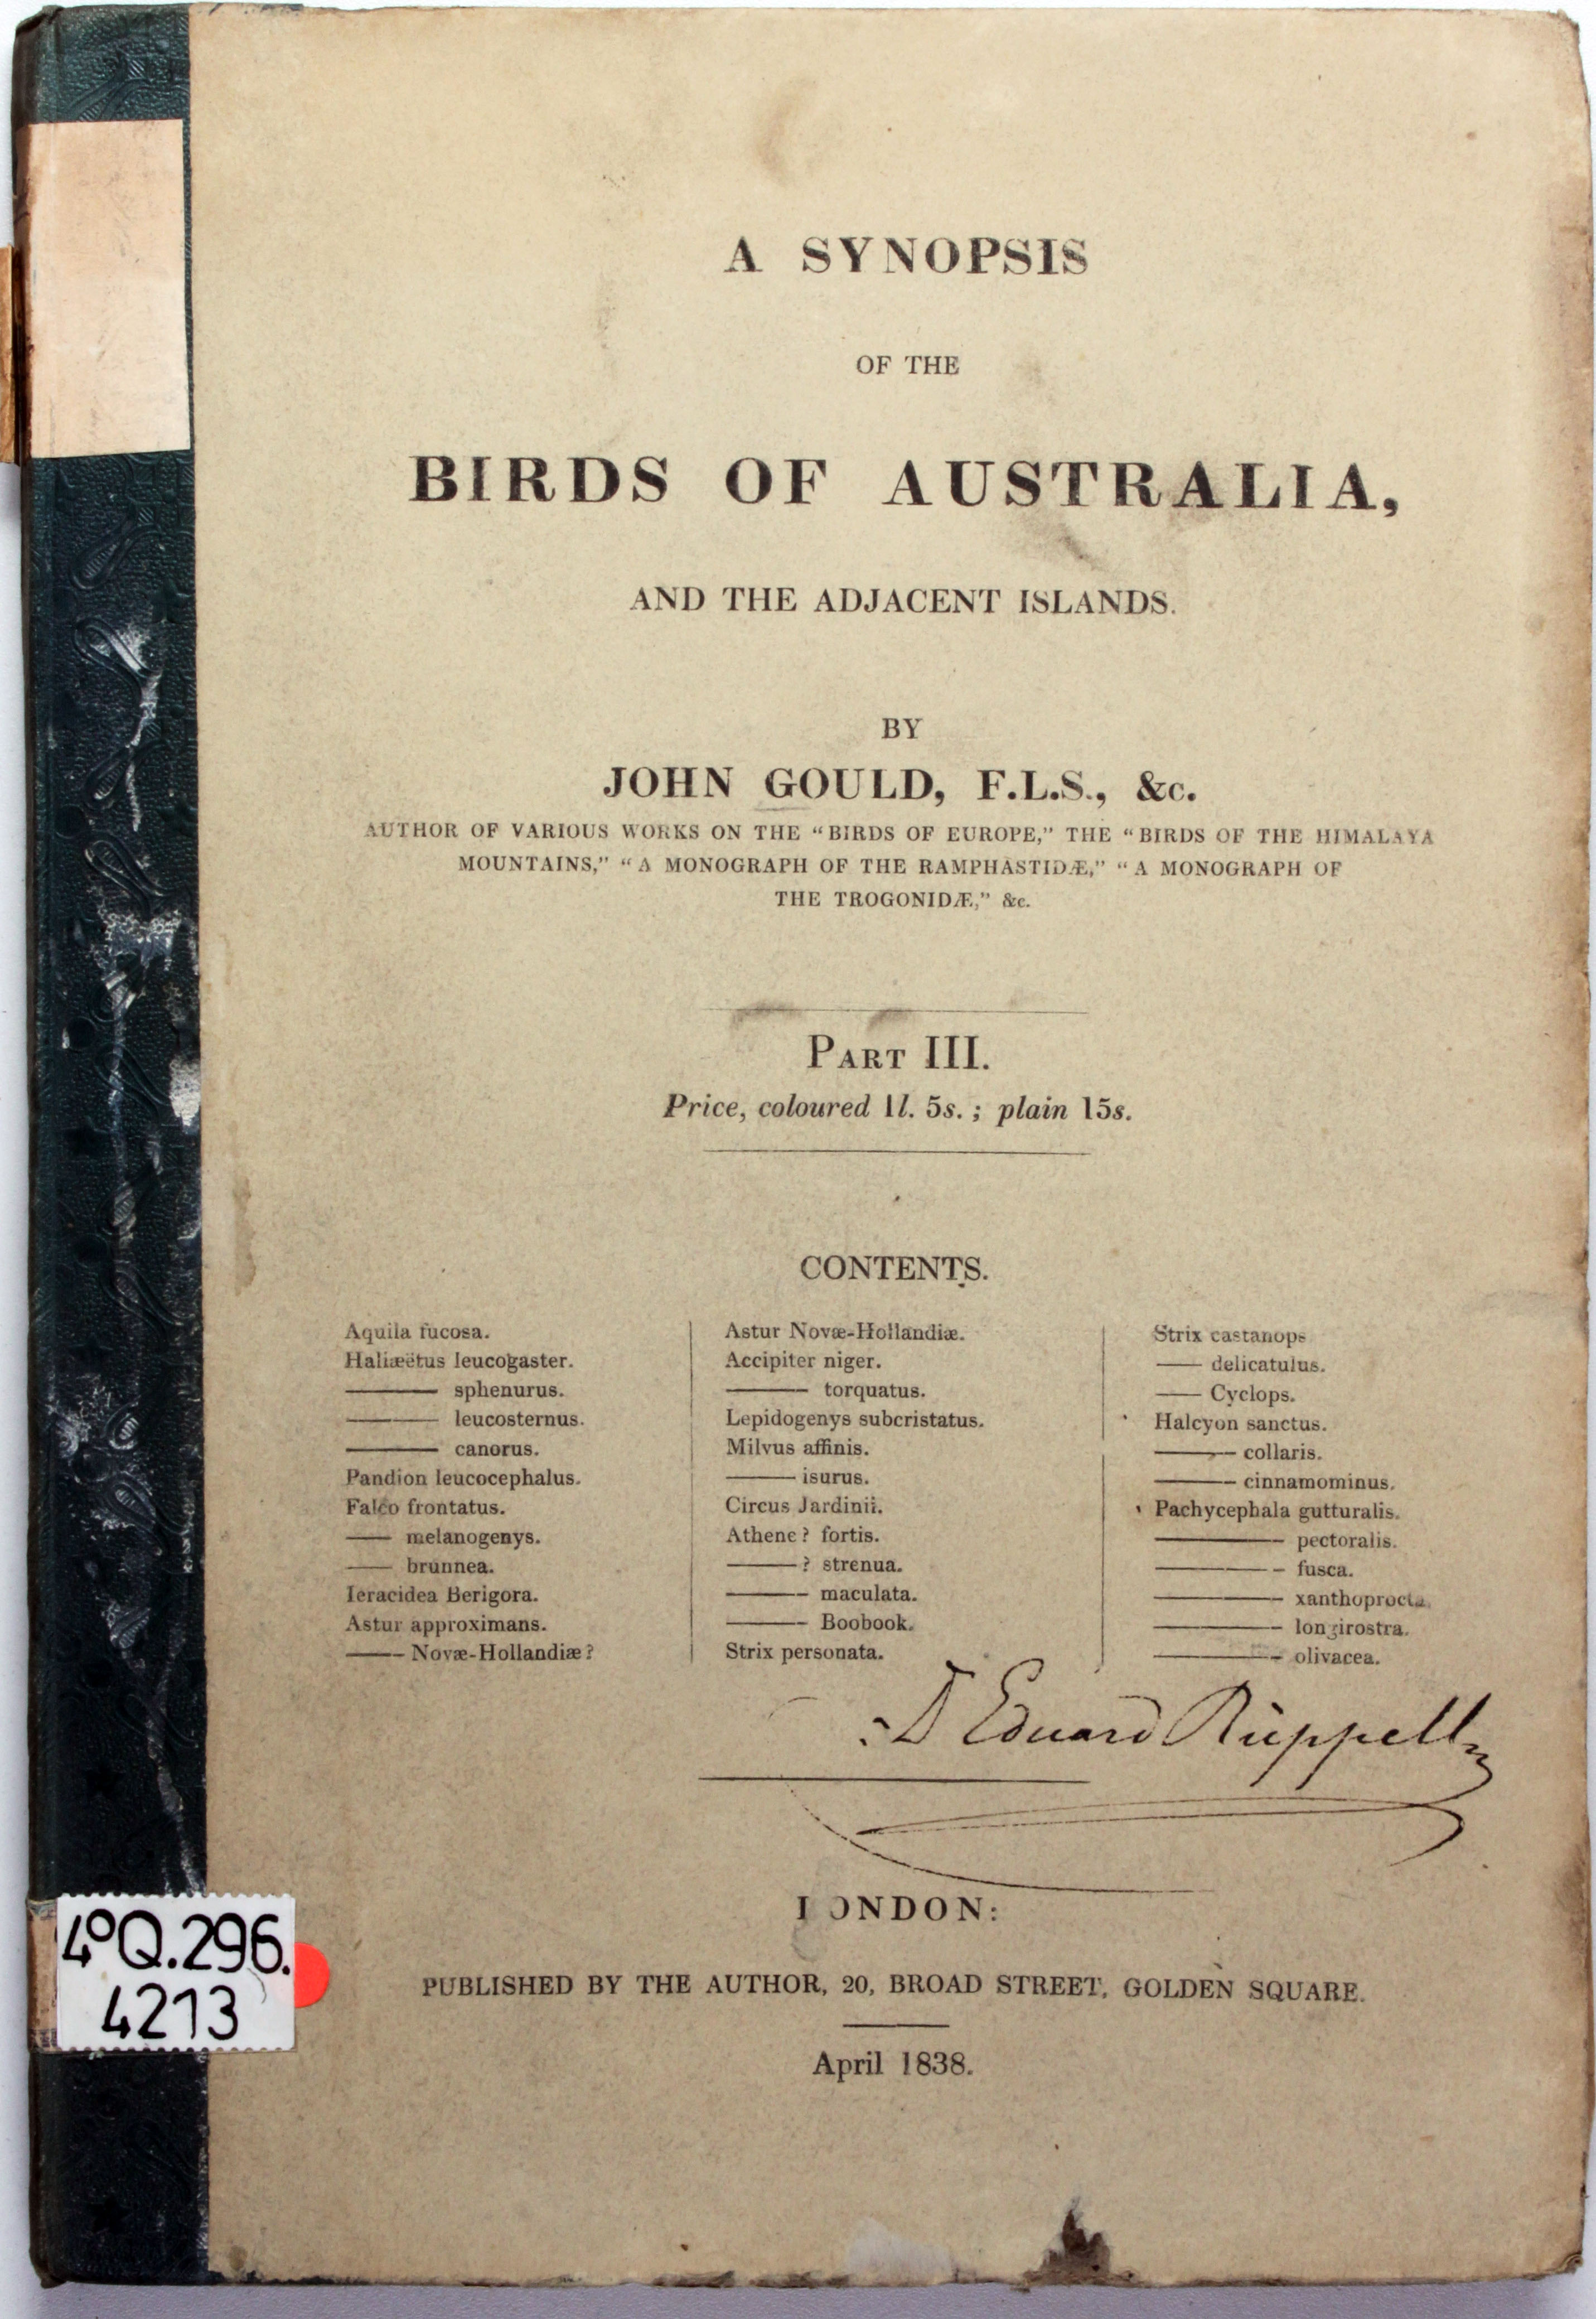 A SYNOPSIS
OF THE
BIRDS OF AUSTRALIA,
AND THE ADJACENT ISLANDS.
BY
JOHN GOULD, F.L.S., &c.
AUTHOR OF VARIOUS WORKS ON THE “BIRDS OF EUROPE,” THE “BIRDS OF THE HIMALAYA
MOUNTAINS,” “A MONOGRAPH OF THE RAMPHASTIDÆ,” “A MONOGRAPH OF
THE TROGONIDÆ,” &c.
PART III.
Price, coloured 1l. 5s.; plain 15s.
CONTENTS.
Aquila fucosa.
Haliæëtus leucogaster.
——— sphenurus.
——— leucosternus.
——— canorus.
Pandion leucocephalus.
Falco frontatus.
—— melanogenys.
—— brunnea.
Ieracidea Berigora.
Astur approximans.
—— Novæ-Hollandiæ?
Astur Novæ-Hollandiæ.
Accipiter niger.
——— torquatus.
Lepidogenys subcristatus.
Milvus affinis.
——— isurus.
Circus Jardinii.
Athene? fortis.
———? strenua.
——— maculata.
——— Boobook.
Strix personata.
Strix castanops
—— delicatulus.
—— Cyclops.
Halcyon sanctus.
——— collaris.
——— cinnamominus.
Pachycephala gutturalis.
———— pectoralis.
———— fusca.
———— xanthoprocta.
———— longirostra.
———— olivacea.
Dr Eduard Rüppell
LONDON:
PUBLISHED BY THE AUTHOR, 20, BROAD STREET, GOLDEN SQUARE.
April 1838.
4°Q.296.
4213